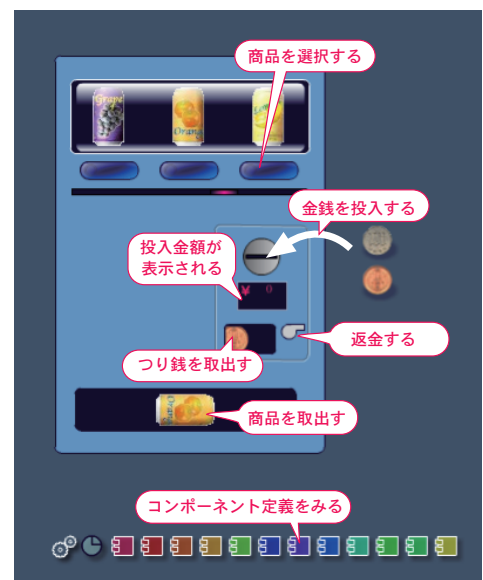 商品を選択する
Grape
Orange
Lemon
金銭を投入する
投入金額が
表示される
¥ 0
返金する
つり銭を取出す
Orange
商品を取出す
コンポーネント定義をみる